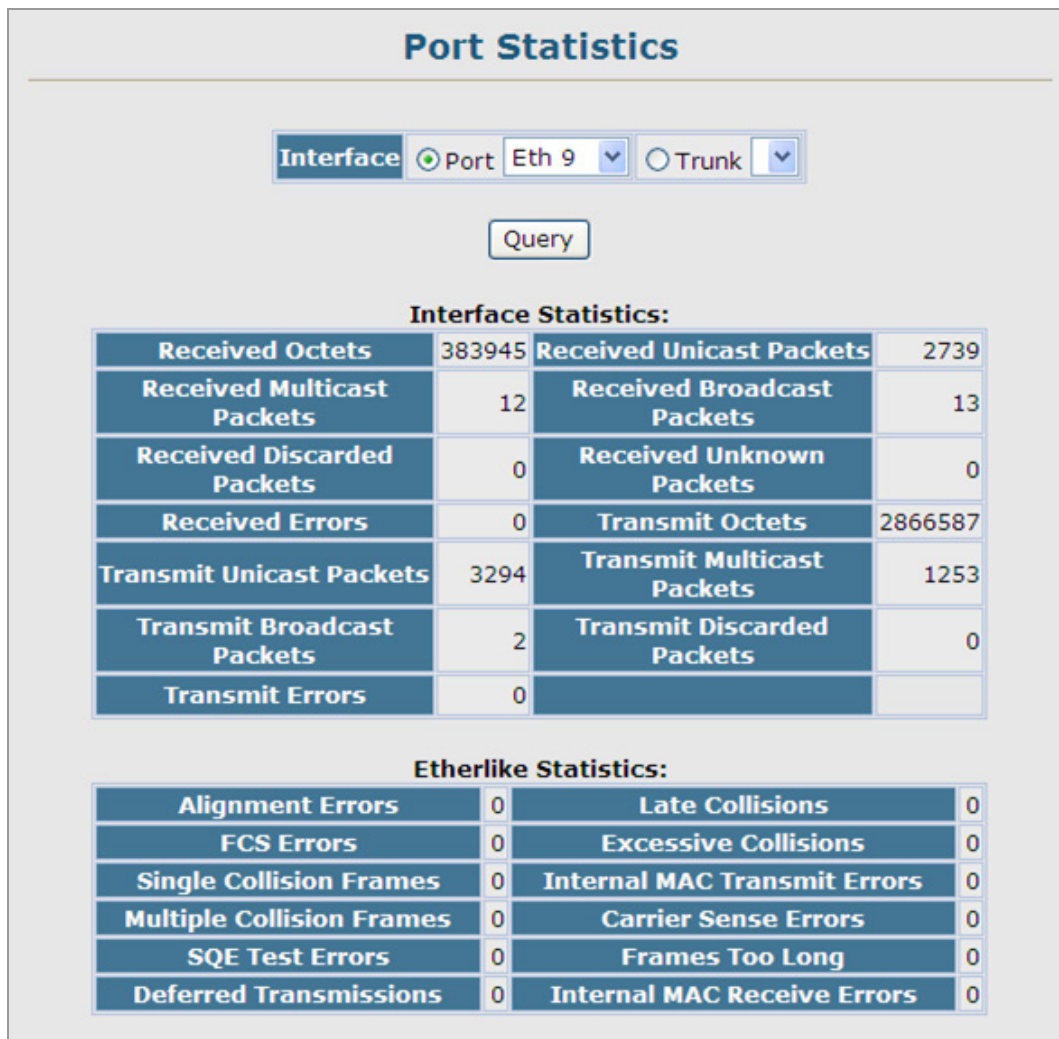 Port Statistics
Interface Port Eth 9 Trunk
Query
Interface Statistics:
Received Octets 383945 Received Unicast Packets 2739
Received Multicast Packets 12 Received Broadcast Packets 13
Received Discarded Packets 0 Received Unknown Packets 0
Received Errors 0 Transmit Octets 2866587
Transmit Unicast Packets 3294 Transmit Multicast Packets 1253
Transmit Broadcast Packets 2 Transmit Discarded Packets 0
Transmit Errors 0
Etherlike Statistics:
Alignment Errors 0 Late Collisions 0
FCS Errors 0 Excessive Collisions 0
Single Collision Frames 0 Internal MAC Transmit Errors 0
Multiple Collision Frames 0 Carrier Sense Errors 0
SQE Test Errors 0 Frames Too Long 0
Deferred Transmissions 0 Internal MAC Receive Errors 0